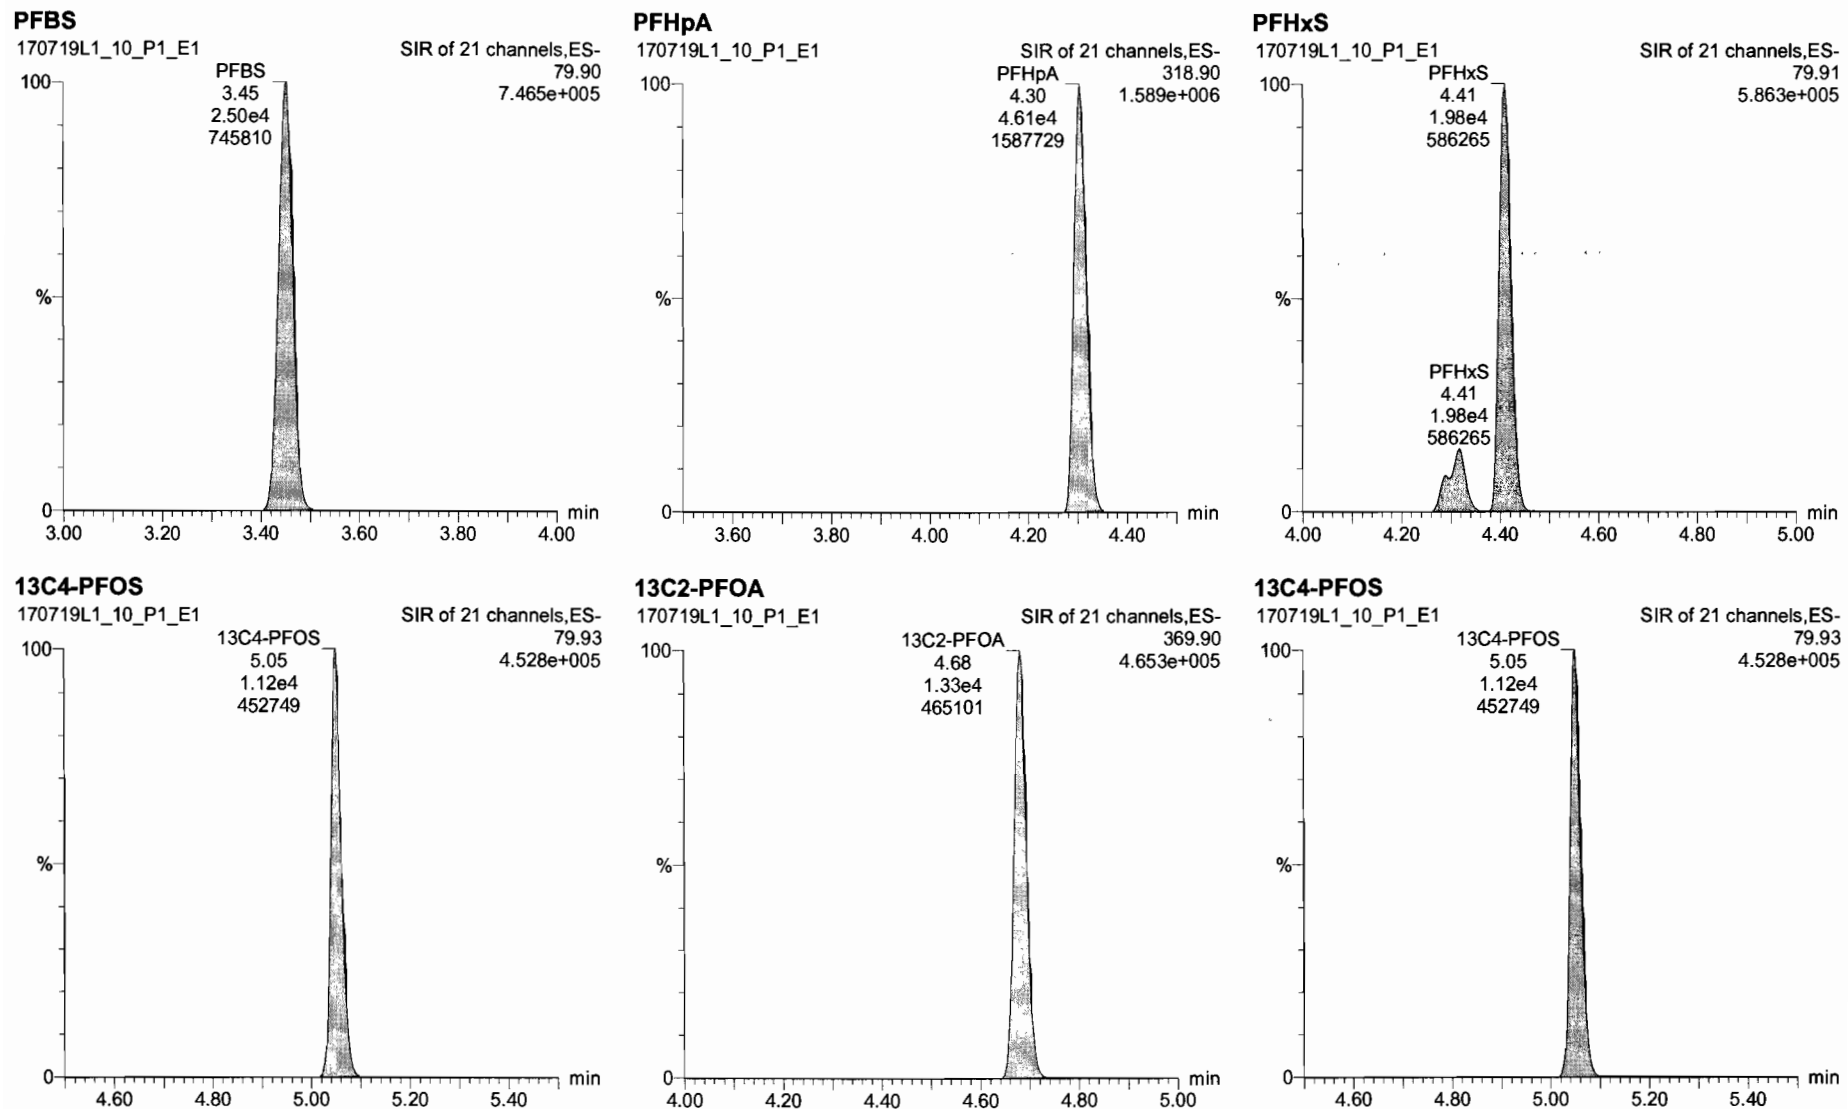 PFBS
170719L1_10_P1_E1
SIR of 21 channels,ES-
79.90
7.465e+005
PFBS
3.45
2.50e4
745810
100
%
0
3.00 3.20 3.40 3.60 3.80 4.00
min
PFHpA
170719L1_10_P1_E1
SIR of 21 channels,ES-
318.90
1.589e+006
PFHpA
4.30
4.61e4
1587729
100
%
0
3.60 3.80 4.00 4.20 4.40
min
PFHxS
170719L1_10_P1_E1
SIR of 21 channels,ES-
79.91
5.863e+005
PFHxS
4.41
1.98e4
586265
PFHxS
4.41
1.98e4
586265
100
%
0
4.00 4.20 4.40 4.60 4.80 5.00
min
13C4-PFOS
170719L1_10_P1_E1
SIR of 21 channels,ES-
79.93
4.528e+005
13C4-PFOS
5.05
1.12e4
452749
100
%
0
4.60 4.80 5.00 5.20 5.40
min
13C2-PFOA
170719L1_10_P1_E1
SIR of 21 channels,ES-
369.90
4.653e+005
13C2-PFOA
4.68
1.33e4
465101
100
%
0
4.00 4.20 4.40 4.60 4.80 5.00
min
13C4-PFOS
170719L1_10_P1_E1
SIR of 21 channels,ES-
79.93
4.528e+005
13C4-PFOS
5.05
1.12e4
452749
100
%
0
4.60 4.80 5.00 5.20 5.40
min